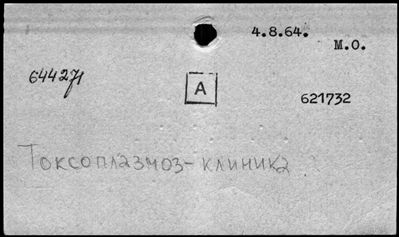 4.8.64.
М.О.
644271
A
621732
Токсоплазмоз-клиника